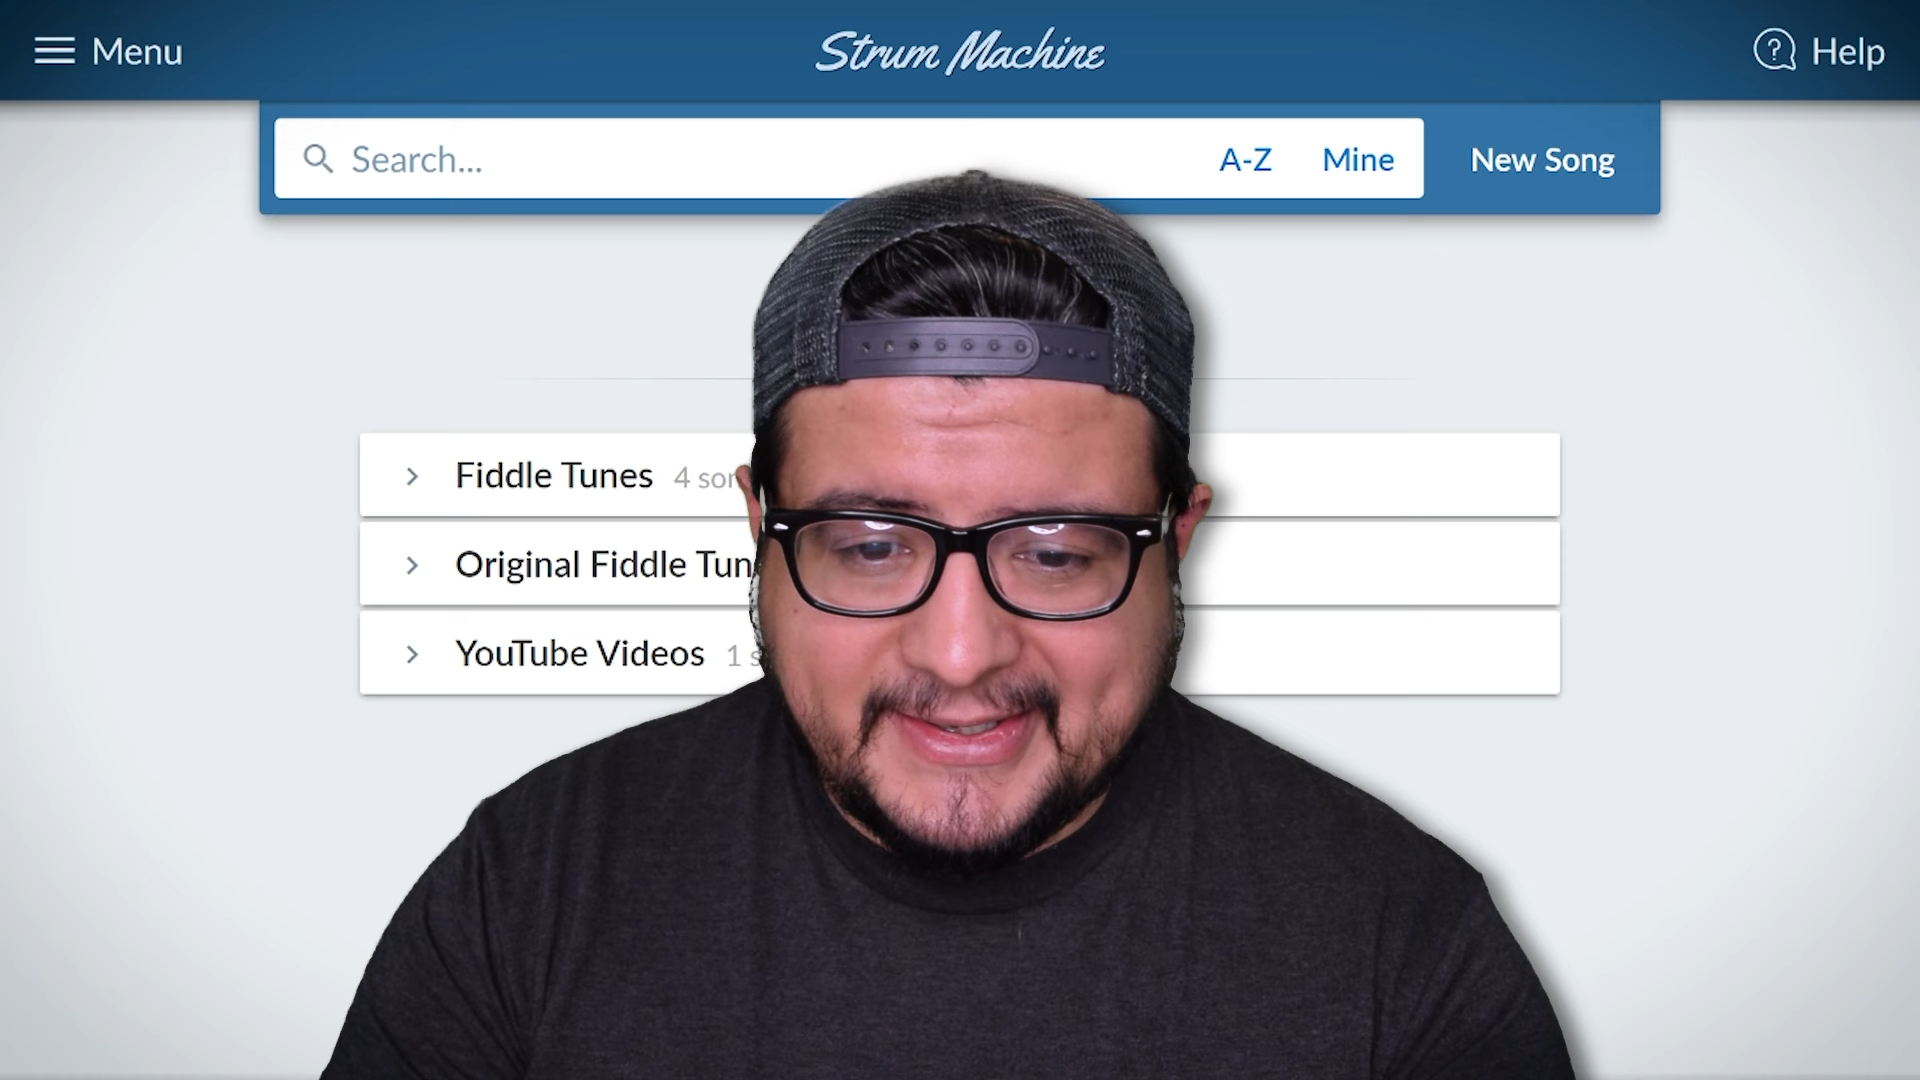 Menu
Strum Machine
Help
Search...
A-Z
Mine
New Song
Fiddle Tunes 4
Original Fiddle
YouTube Videos 1